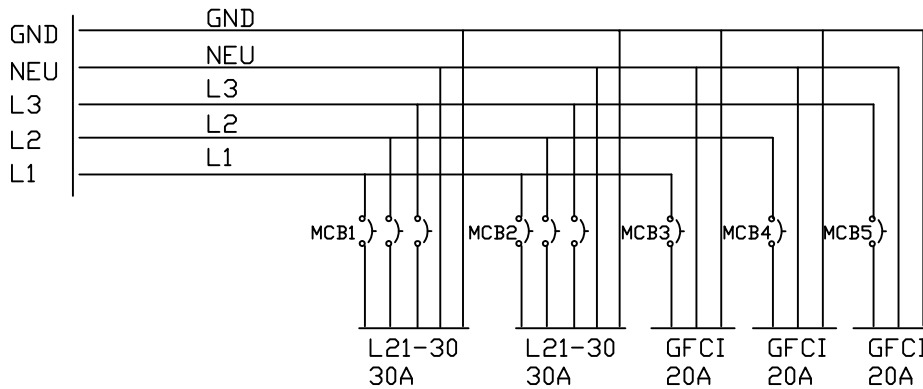 GND
GND
NEU
NEU
L3
L3
L2
L2
L1
L1
MCB1
MCB2
MCB3
MCB4
MCB5
L21-30
30A
L21-30
30A
GFCI
20A
GFCI
20A
GFCI
20A